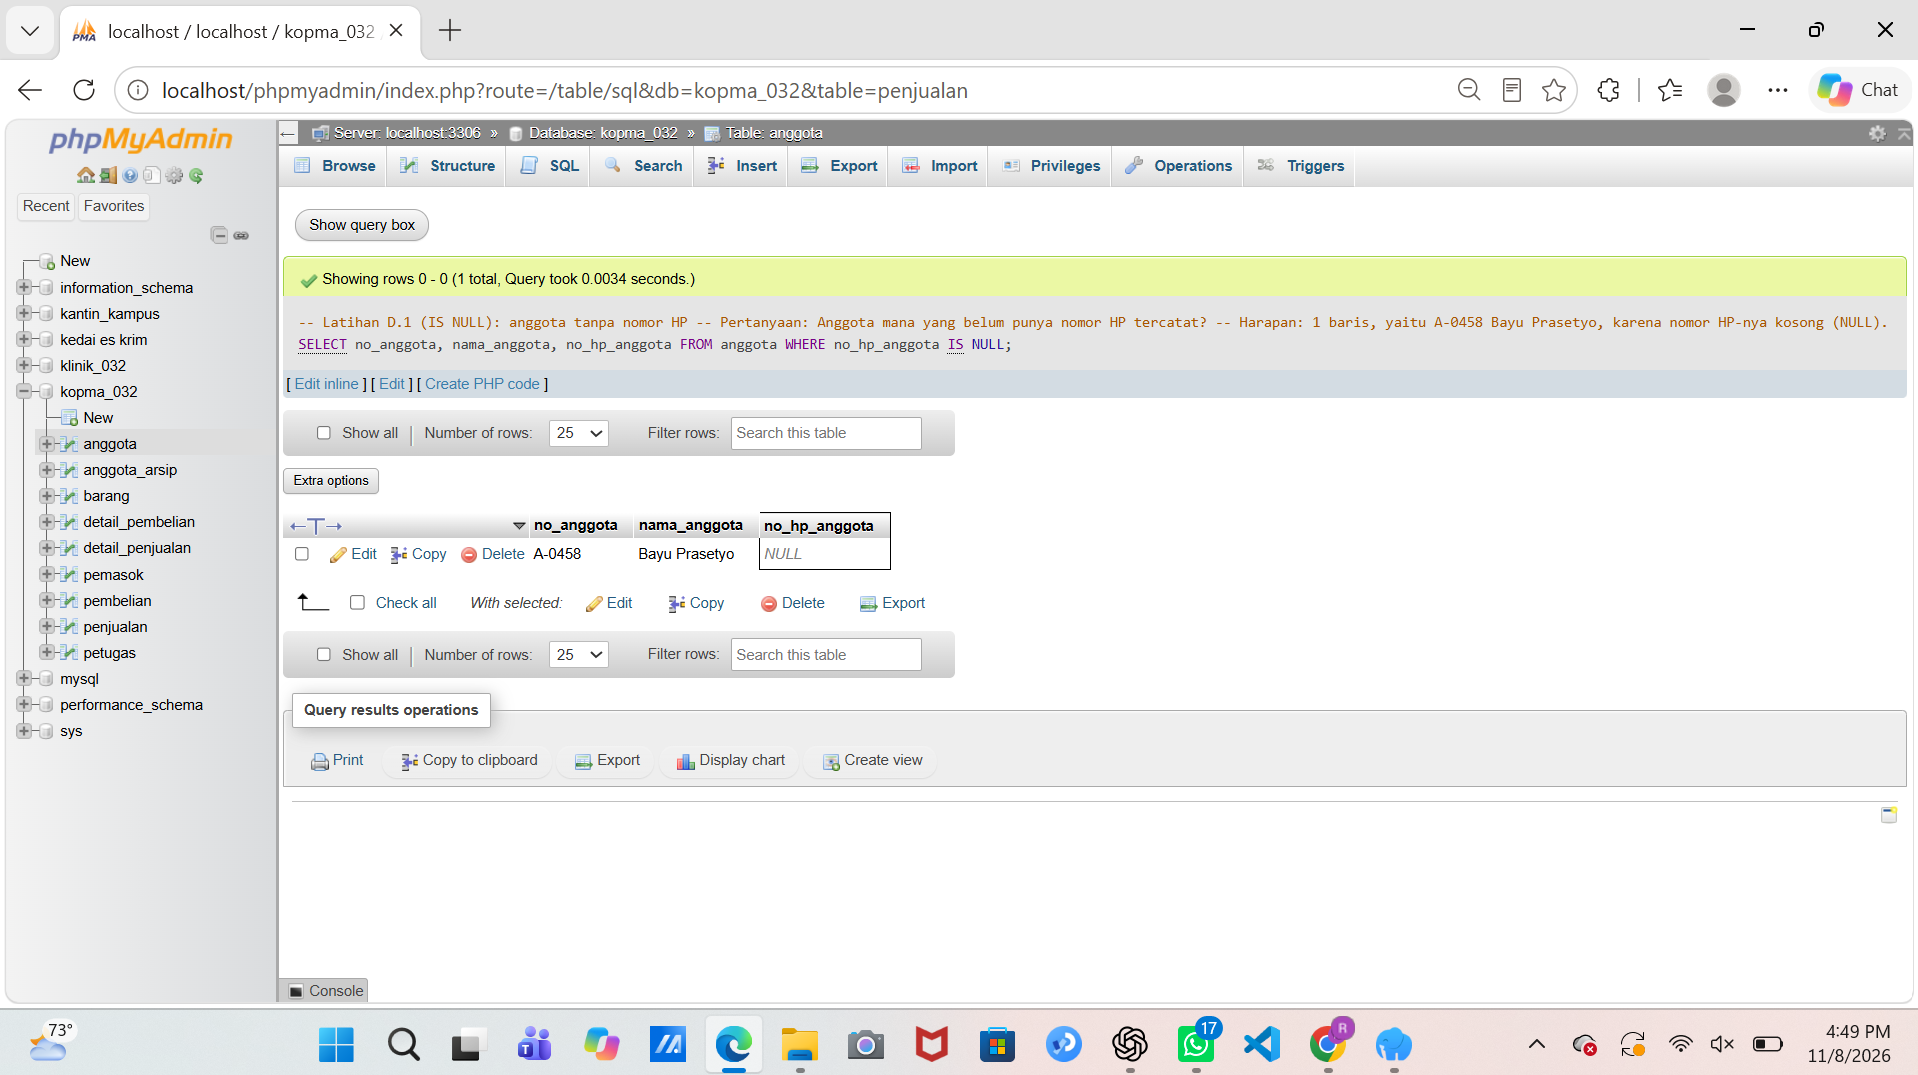 localhost / localhost / kopma_032
localhost/phpmyadmin/index.php?route=/table/sql&db=kopma_032&table=penjualan
Chat
phpMyAdmin
Recent Favorites
New
information_schema
kantin_kampus
kedai es krim
klinik_032
kopma_032
New
anggota
anggota_arsip
barang
detail_pembelian
detail_penjualan
pemasok
pembelian
penjualan
petugas
mysql
performance_schema
sys
Server: localhost:3306 » Database: kopma_032 » Table: anggota
Browse Structure SQL Search Insert Export Import Privileges Operations Triggers
Show query box
Showing rows 0 - 0 (1 total, Query took 0.0034 seconds.)
-- Latihan D.1 (IS NULL): anggota tanpa nomor HP -- Pertanyaan: Anggota mana yang belum punya nomor HP tercatat? -- Harapan: 1 baris, yaitu A-0458 Bayu Prasetyo, karena nomor HP-nya kosong (NULL).
SELECT no_anggota, nama_anggota, no_hp_anggota FROM anggota WHERE no_hp_anggota IS NULL;
[ Edit inline ] [ Edit ] [ Create PHP code ]
Show all | Number of rows: 25 Filter rows: Search this table
Extra options
no_anggota nama_anggota no_hp_anggota
Edit Copy Delete A-0458 Bayu Prasetyo NULL
Check all With selected: Edit Copy Delete Export
Show all | Number of rows: 25 Filter rows: Search this table
Query results operations
Print Copy to clipboard Export Display chart Create view
Console
73°
17
R
4:49 PM
11/8/2026